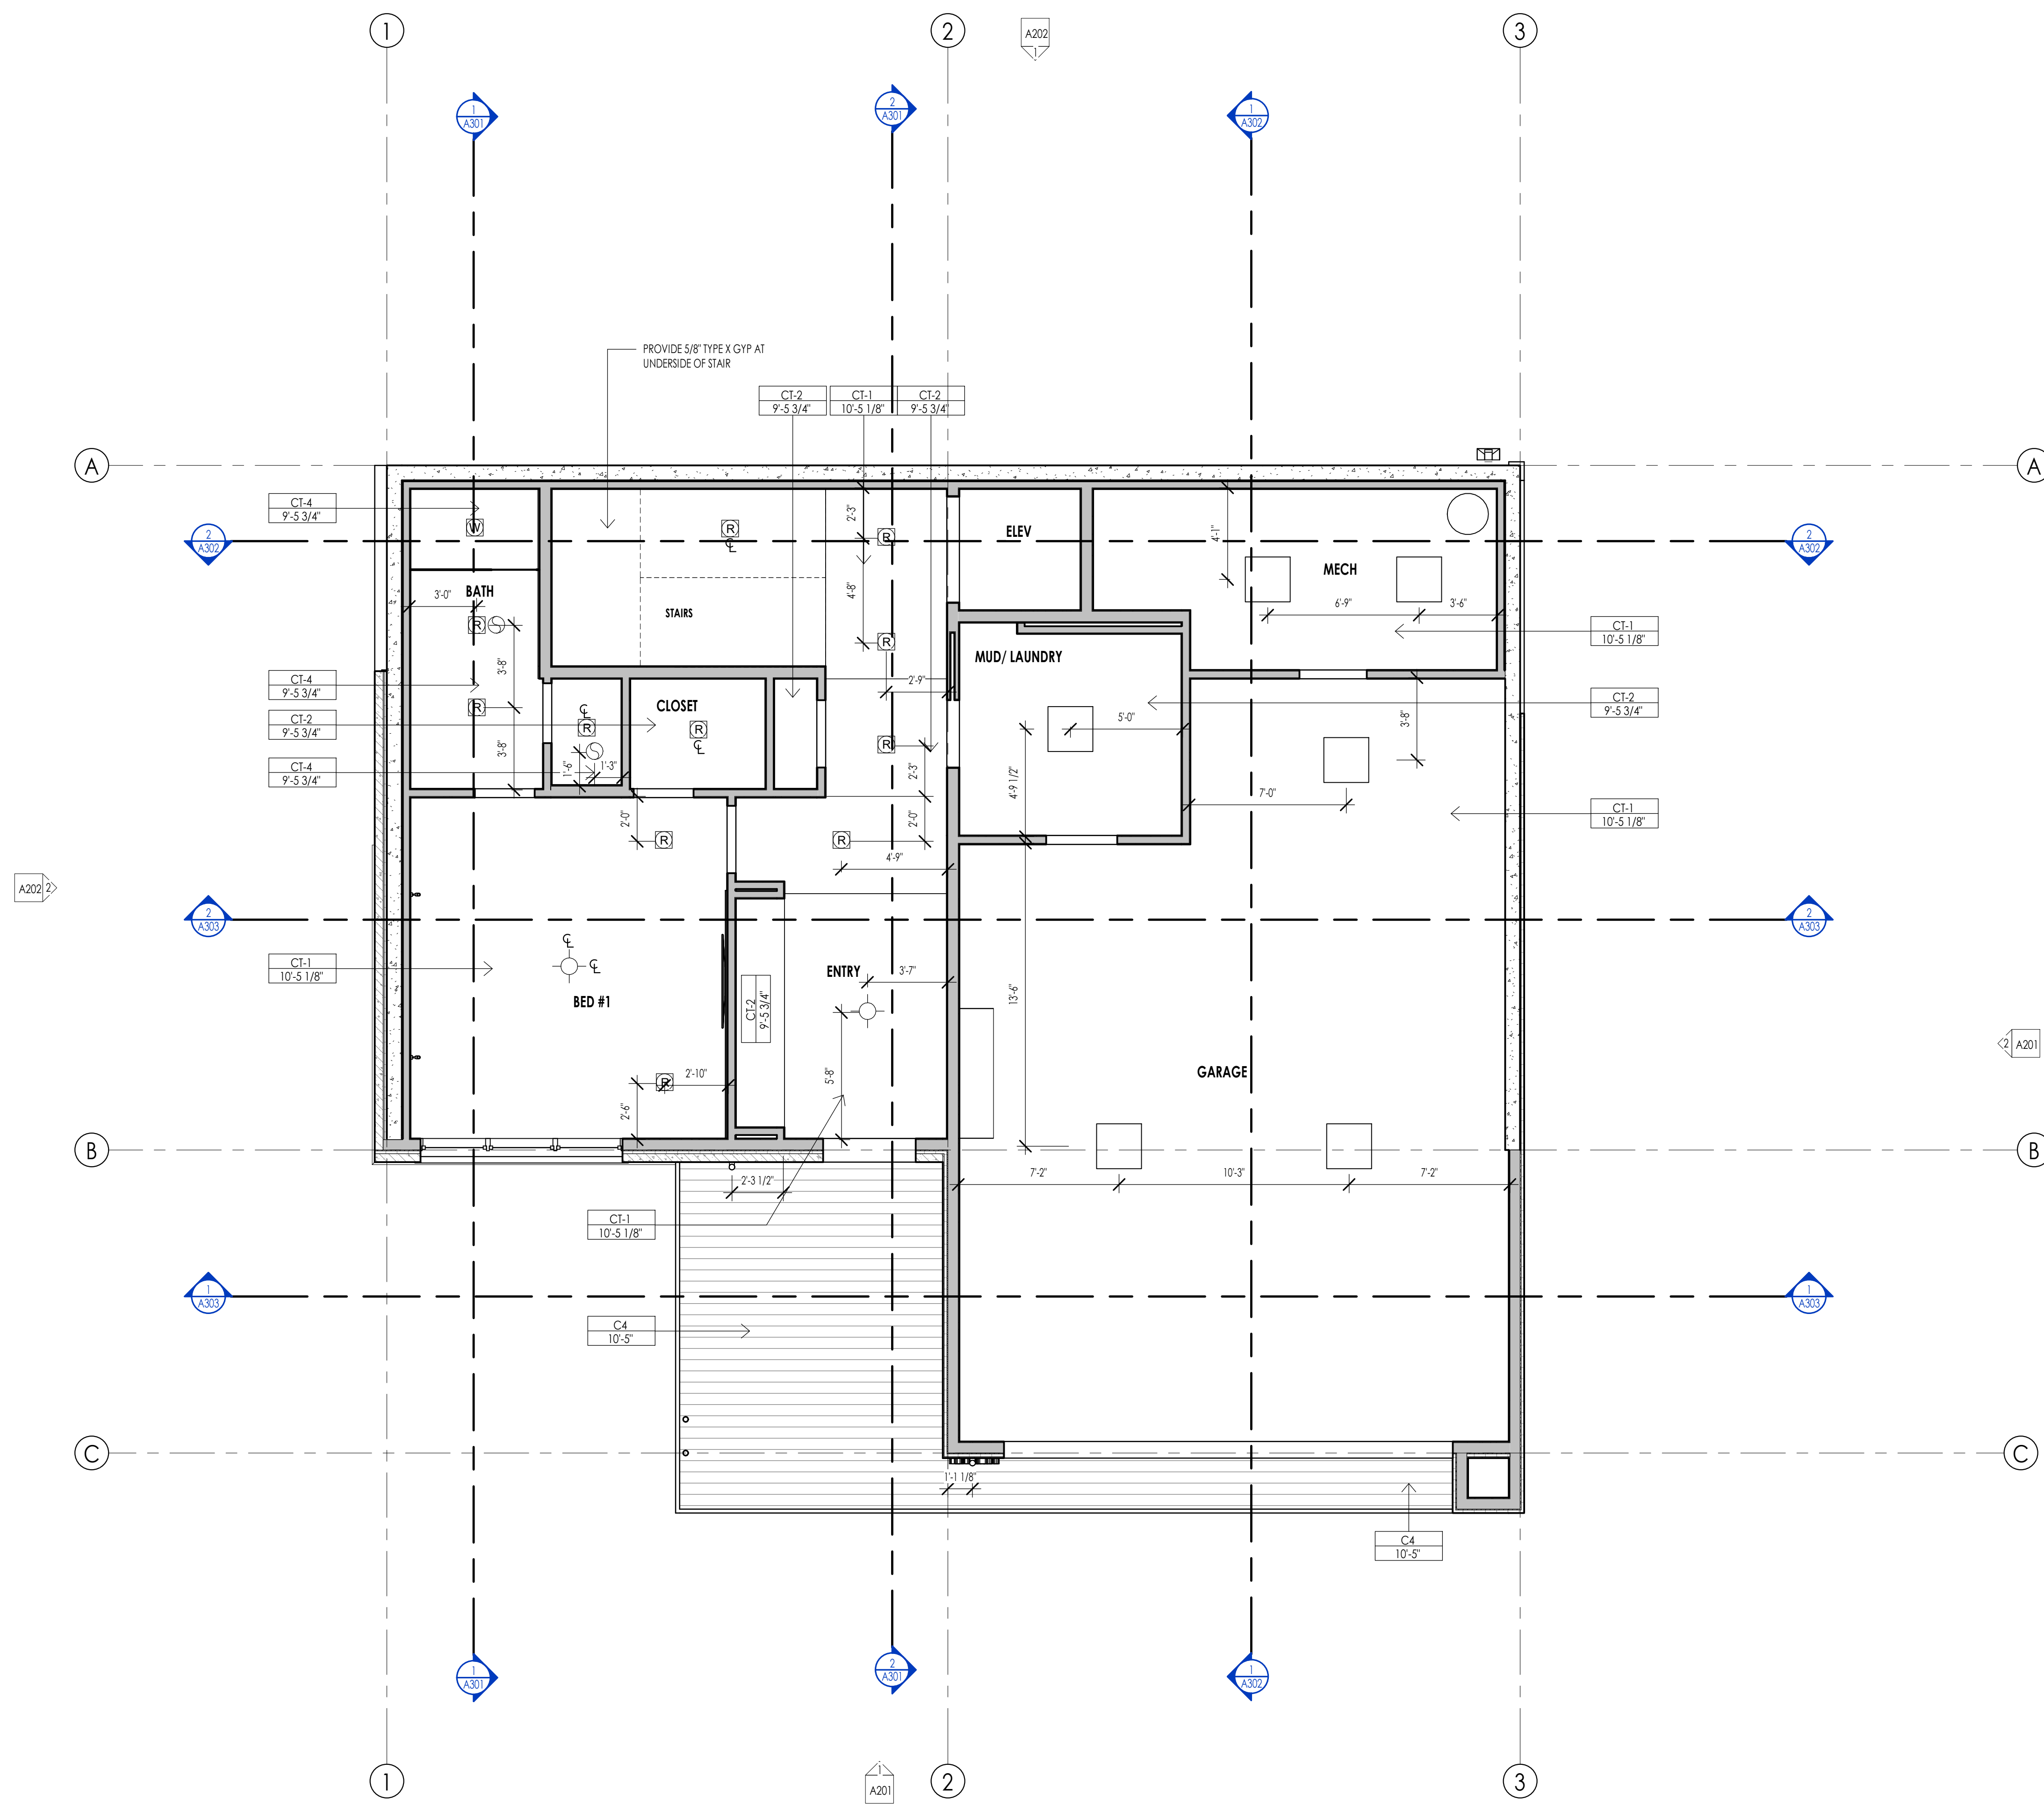 1
2
3
A202
1
1
A301
2
A301
1
A302
PROVIDE 5/8" TYPE X GYP AT
UNDERSIDE OF STAIR
CT-2
9'-5 3/4"
CT-1
10'-5 1/8"
CT-2
9'-5 3/4"
A
A
CT-4
9'-5 3/4"
W
R
℄
2'-3"
R
ELEV
4'-1"
2
A302
2
A302
MECH
BATH
3'-0"
STAIRS
4'-8"
6'-9"
3'-6"
R
R
CT-1
10'-5 1/8"
MUD/ LAUNDRY
3'-8"
CT-4
9'-5 3/4"
2'-9"
CT-2
9'-5 3/4"
R
CLOSET
℄
R
R
℄
5'-0"
3'-8"
CT-2
9'-5 3/4"
R
3'-8"
CT-4
9'-5 3/4"
1'-6"
1'-3"
2'-3"
4'-9 1/2"
7'-0"
CT-1
10'-5 1/8"
2'-0"
R
R
2'-0"
4'-9"
A202
2
2
A303
2
A303
℄
℄
CT-1
10'-5 1/8"
BED #1
CT-2
9'-5 3/4"
ENTRY
3'-7"
13'-6"
2
A201
GARAGE
R
2'-10"
2'-6"
5'-8"
B
B
2'-3 1/2"
7'-2"
10'-3"
7'-2"
CT-1
10'-5 1/8"
1
A303
1
A303
C4
10'-5"
C
C
1'-1 1/8"
C4
10'-5"
1
A301
2
A301
1
A302
1
A201
1
2
3